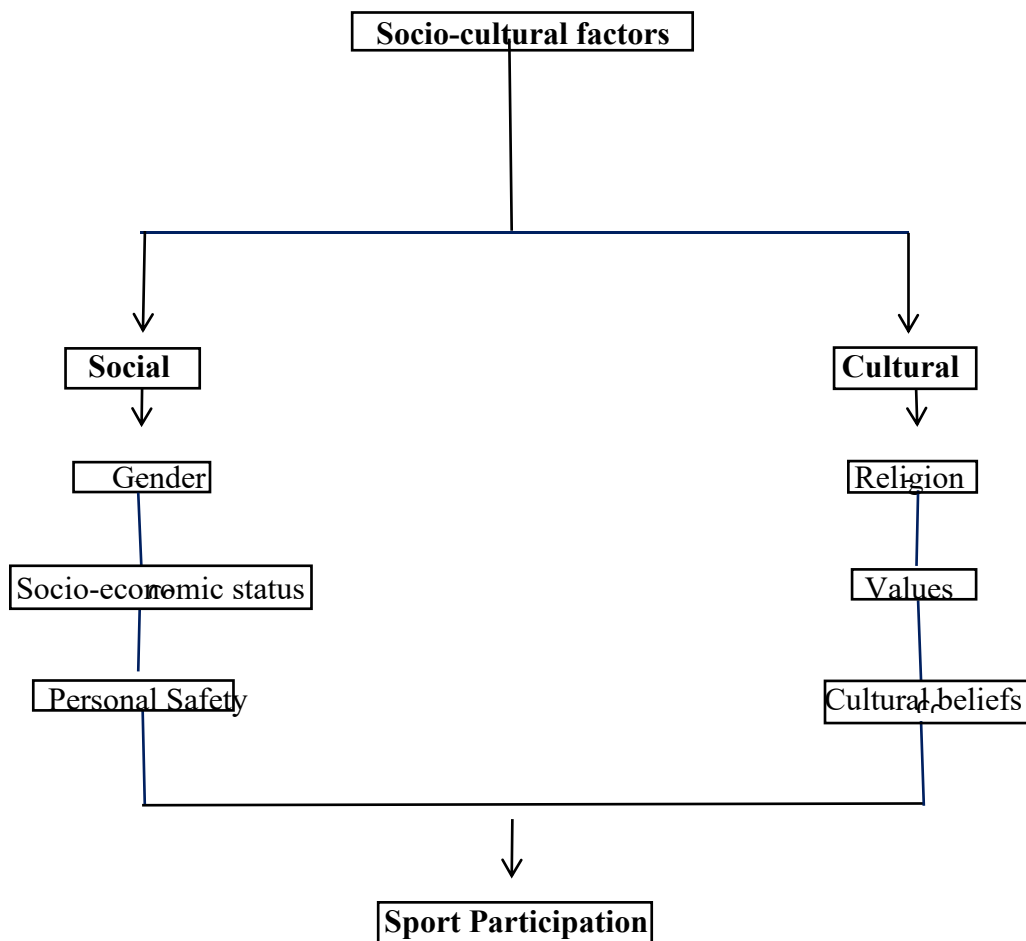 Socio-cultural factors
Social
Cultural
Gender
Religion
Socio-economic status
Values
Personal Safety
Cultural beliefs
Sport Participation